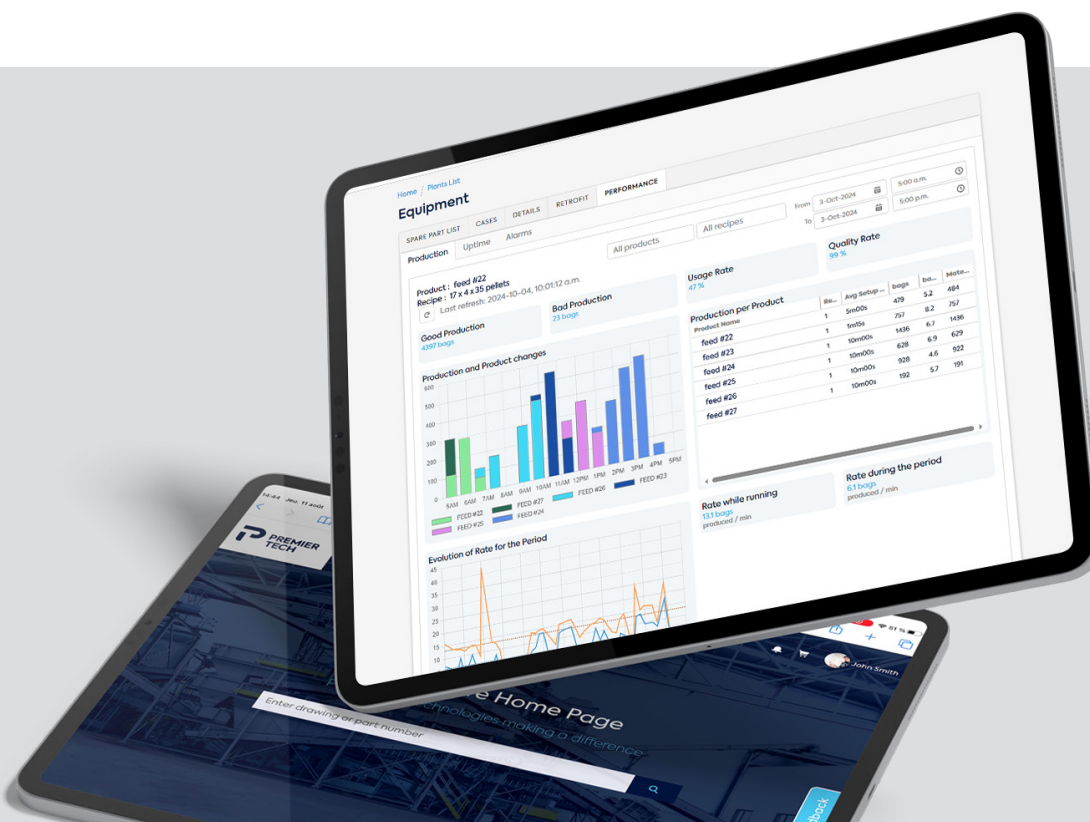 Home / Plants List
Equipment
SPARE PART LIST CASES DETAILS RETROFIT PERFORMANCE
Production Uptime Alarms
All products All recipes
From 3-Oct-2024 5:00 a.m.
To 3-Oct-2024 5:00 p.m.
Product : feed #22
Recipe : 17 x 4 x 35 pellets
Last refresh: 2024-10-04, 10:01:12 a.m.
Good Production
4397 bags
Bad Production
23 bags
Usage Rate
47 %
Quality Rate
99 %
Production and Product changes
600
500
400
300
200
100
0
5AM 6AM 7AM 8AM 9AM 10AM 11AM 12PM 1PM 2PM 3PM 4PM 5PM
FEED #22 FEED #27 FEED #26 FEED #23
FEED #25 FEED #24
Production per Product
Product Name Re... Avg Setup ... bags ba... Mote...
feed #22 1 5m00s 479 5.2 484
feed #23 1 1m15s 757 8.2 757
feed #24 1 10m00s 1436 6.7 1436
feed #25 1 10m00s 628 6.9 629
feed #26 1 10m00s 928 4.6 922
feed #27 1 10m00s 192 5.7 191
Rate while running
13.1 bags
produced / min
Rate during the period
6.1 bags
produced / min
Evolution of Rate for the Period
45
40
35
30
25
20
15
10
14:44 Jeu. 11 août
51 %
PREMIER
TECH
John Smith
Home Page
making a difference
Enter drawing or part number